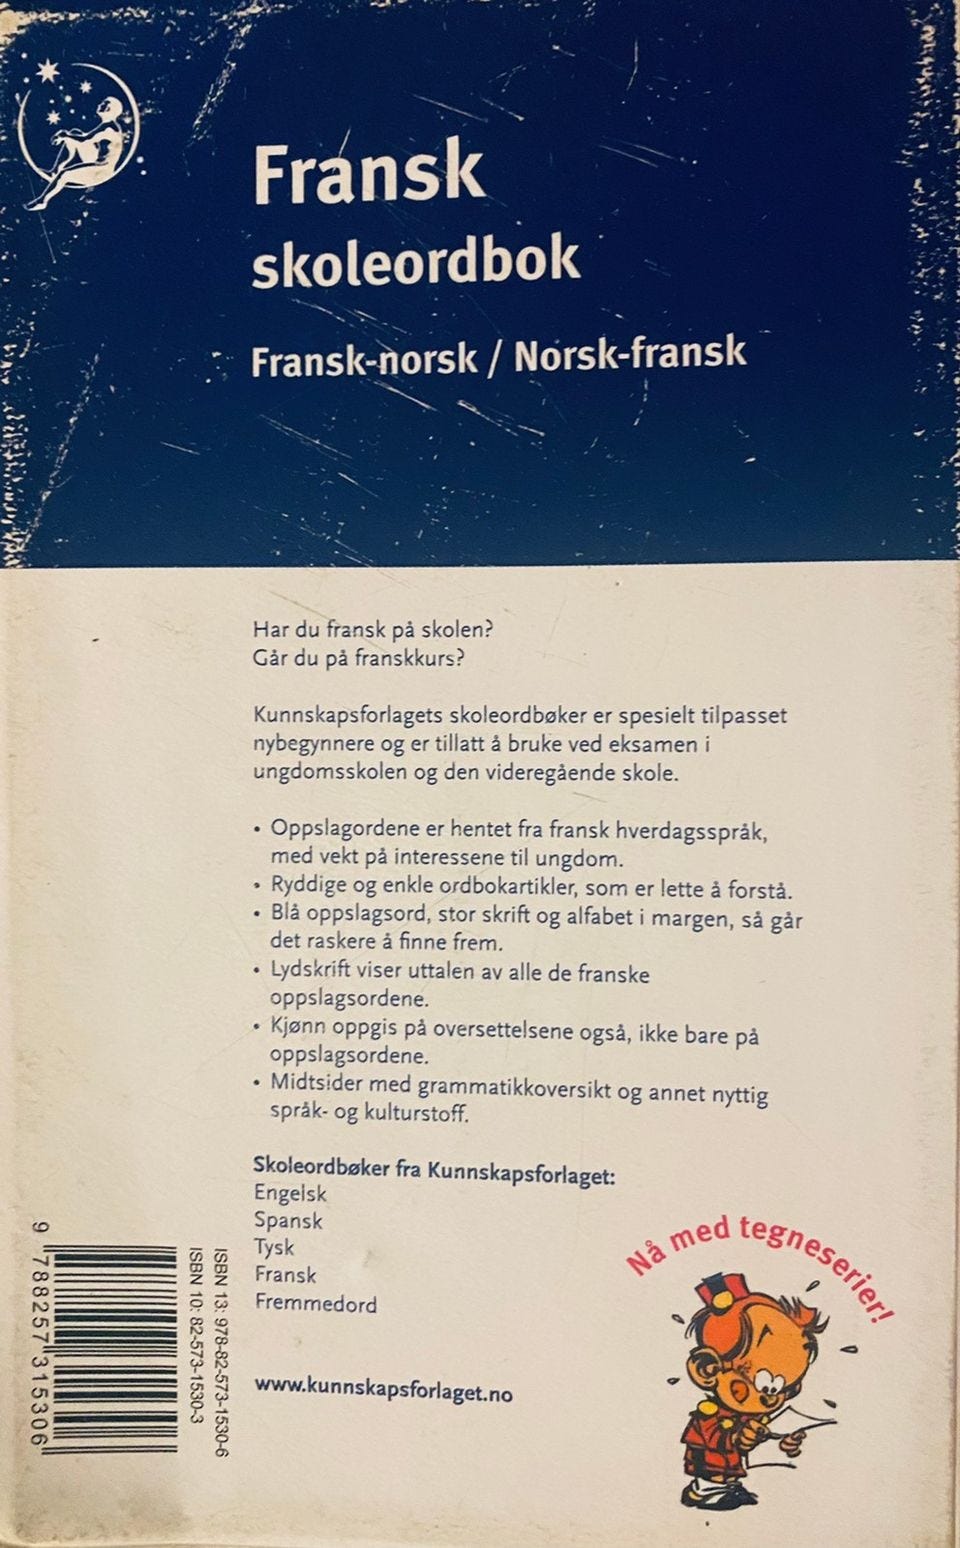 Fransk
skoleordbok
Fransk-norsk / Norsk-fransk
Har du fransk på skolen?
Går du på franskkurs?
Kunnskapsforlagets skoleordbøker er spesielt tilpasset
nybegynnere og er tillatt å bruke ved eksamen i
ungdomsskolen og den videregående skole.
• Oppslagordene er hentet fra fransk hverdagsspråk,
med vekt på interessene til ungdom.
• Ryddige og enkle ordbokartikler, som er lette å forstå.
• Blå oppslagsord, stor skrift og alfabet i margen, så går
det raskere å finne frem.
• Lydskrift viser uttalen av alle de franske
oppslagsordene.
• Kjønn oppgis på oversettelsene også, ikke bare på
oppslagsordene.
• Midtsider med grammatikkoversikt og annet nyttig
språk- og kulturstoff.
Skoleordbøker fra Kunnskapsforlaget:
Engelsk
Spansk
Tysk
Fransk
Fremmedord
www.kunnskapsforlaget.no
Nå med tegneserier!
ISBN 13: 978-82-573-1530-6
ISBN 10: 82-573-1530-3
9 788257 315306